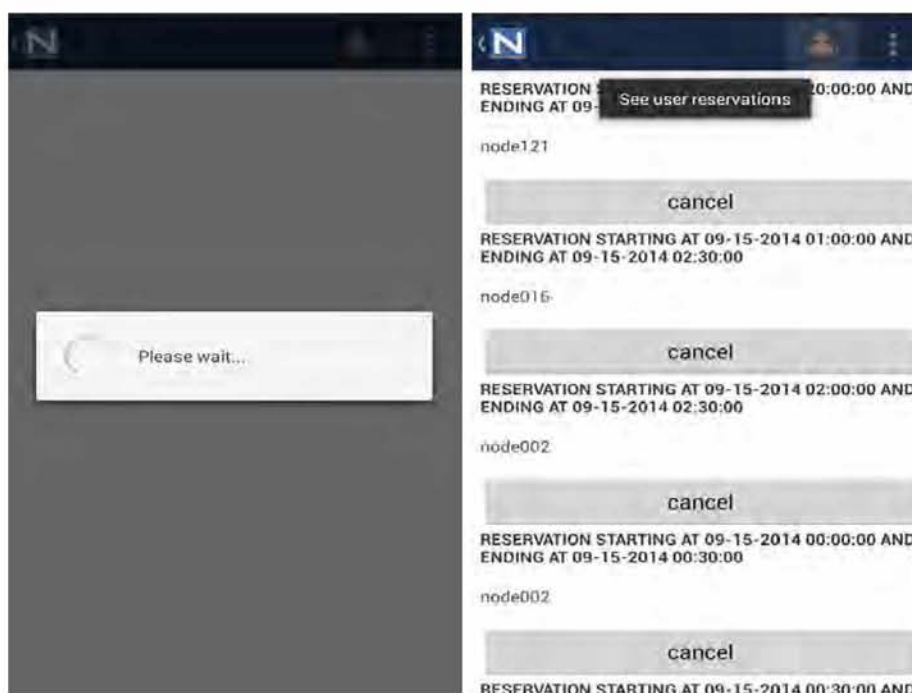 N
Please wait...
N
RESERVATION
0:00:00 AND
See user reservations
ENDING AT 09-
node121
cancel
RESERVATION STARTING AT 09-15-2014 01:00:00 AND
ENDING AT 09-15-2014 02:30:00
node016
cancel
RESERVATION STARTING AT 09-15-2014 02:00:00 AND
ENDING AT 09-15-2014 02:30:00
node002
cancel
RESERVATION STARTING AT 09-15-2014 00:00:00 AND
ENDING AT 09-15-2014 00:30:00
node002
cancel
RESERVATION STARTING AT 09-15-2014 00:30:00 AND